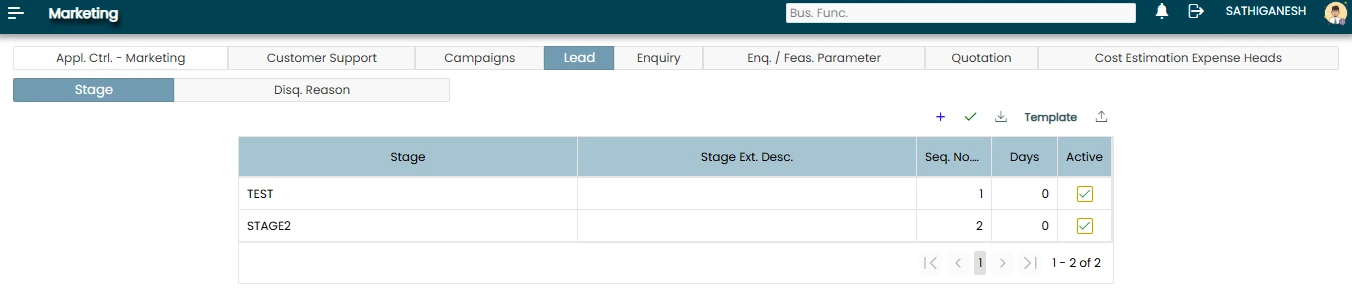 Marketing Bus. Func. SATHIGANESH
Appl. Ctrl. - Marketing Customer Support Campaigns Lead Enquiry Enq. / Feas. Parameter Quotation Cost Estimation Expense Heads
Stage Disq. Reason
+ Template
Stage Stage Ext. Desc. Seq. No.... Days Active
TEST 1 0
STAGE2 2 0
1 1 - 2 of 2